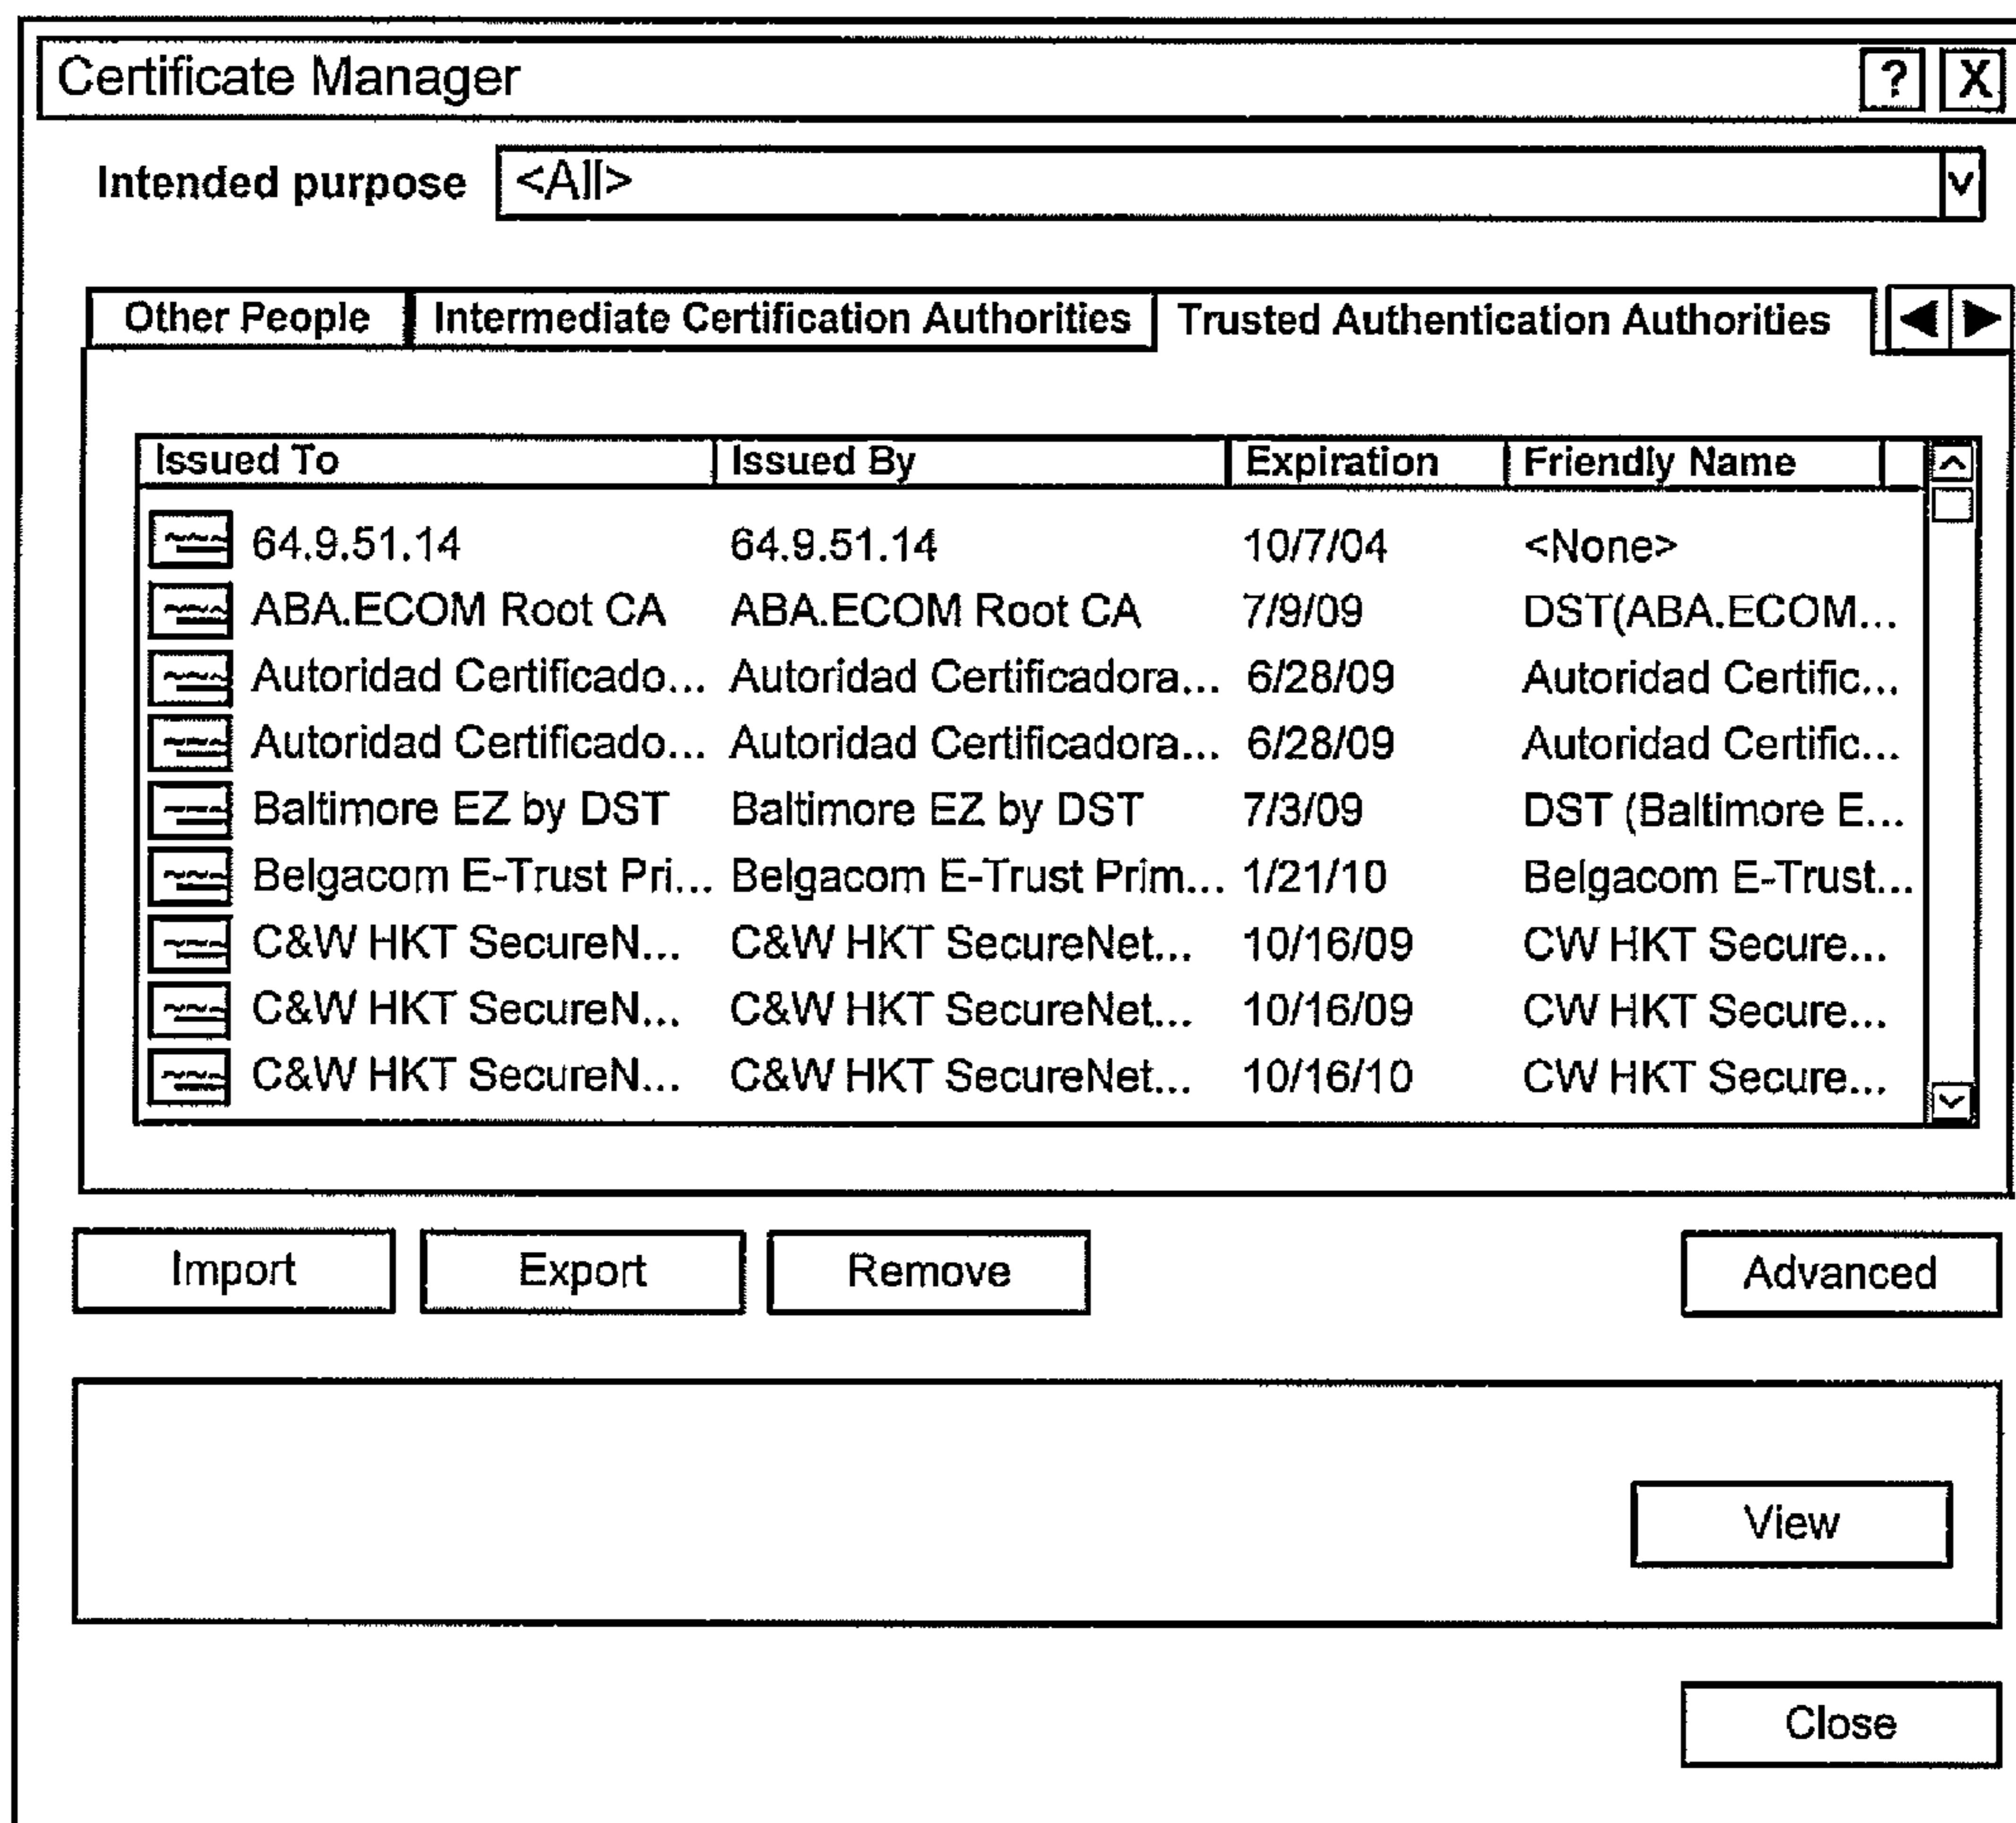 Certificate Manager ? X
Intended purpose <All> v
Other People Intermediate Certification Authorities Trusted Authentication Authorities
Issued To Issued By Expiration Friendly Name
64.9.51.14 64.9.51.14 10/7/04 <None>
ABA.ECOM Root CA ABA.ECOM Root CA 7/9/09 DST(ABA.ECOM...
Autoridad Certificado... Autoridad Certificadora... 6/28/09 Autoridad Certific...
Autoridad Certificado... Autoridad Certificadora... 6/28/09 Autoridad Certific...
Baltimore EZ by DST Baltimore EZ by DST 7/3/09 DST (Baltimore E...
Belgacom E-Trust Pri... Belgacom E-Trust Prim... 1/21/10 Belgacom E-Trust...
C&W HKT SecureN... C&W HKT SecureNet... 10/16/09 CW HKT Secure...
C&W HKT SecureN... C&W HKT SecureNet... 10/16/09 CW HKT Secure...
C&W HKT SecureN... C&W HKT SecureNet... 10/16/10 CW HKT Secure...
Import Export Remove Advanced
View
Close